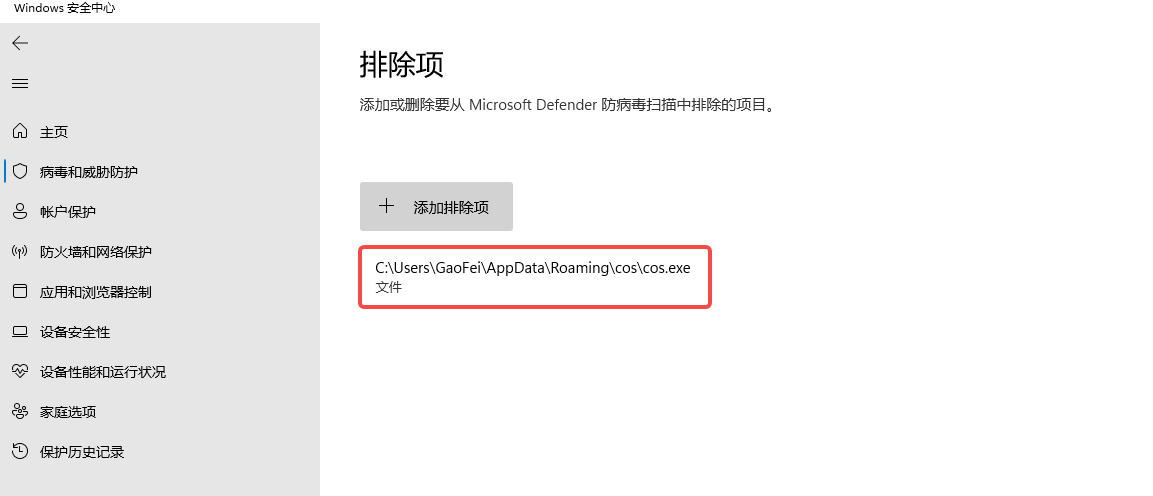 Windows 安全中心
主页
病毒和威胁防护
帐户保护
防火墙和网络保护
应用和浏览器控制
设备安全性
设备性能和运行状况
家庭选项
保护历史记录
排除项
添加或删除要从 Microsoft Defender 防病毒扫描中排除的项目。
添加排除项
C:\Users\GaoFei\AppData\Roaming\cos\cos.exe
文件